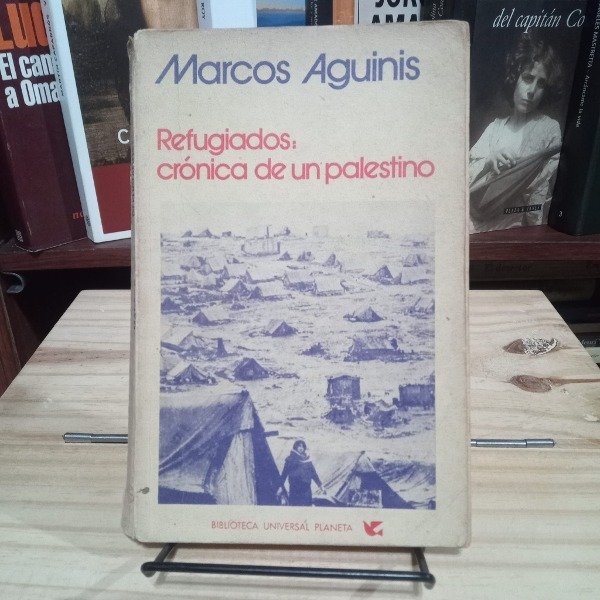 Marcos Aguinis
Refugiados:
crónica de un palestino
BIBLIOTECA UNIVERSAL PLANETA
El can
a Oma
del capitán Co